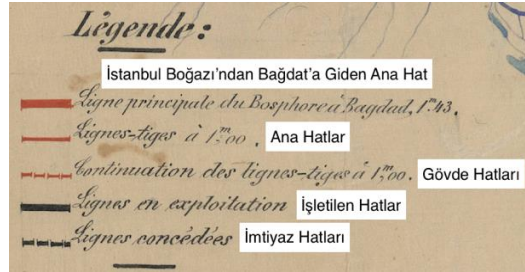 Légende :
İstanbul Boğazı'ndan Bağdat'a Giden Ana Hat
Ligne principale du Bosphore à Bagdad, 1ᵐ43.
Lignes-tiges à 1ᵐ00. Ana Hatlar
Continuation des lignes-tiges à 1ᵐ00. Gövde Hatları
Lignes en exploitation İşletilen Hatlar
Lignes concédées İmtiyaz Hatları